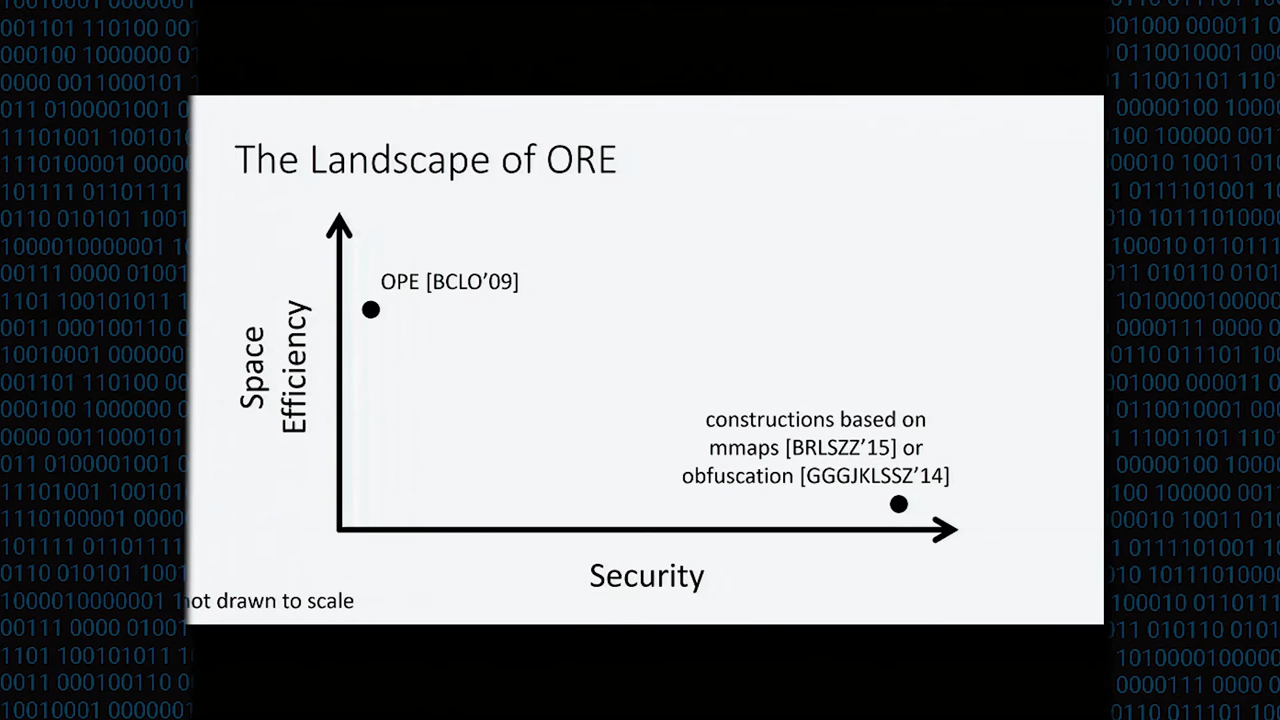 The Landscape of ORE
OPE [BCLO’09]
Space
Efficiency
constructions based on
mmaps [BRLSZZ’15] or
obfuscation [GGGJKLSSZ’14]
Security
not drawn to scale